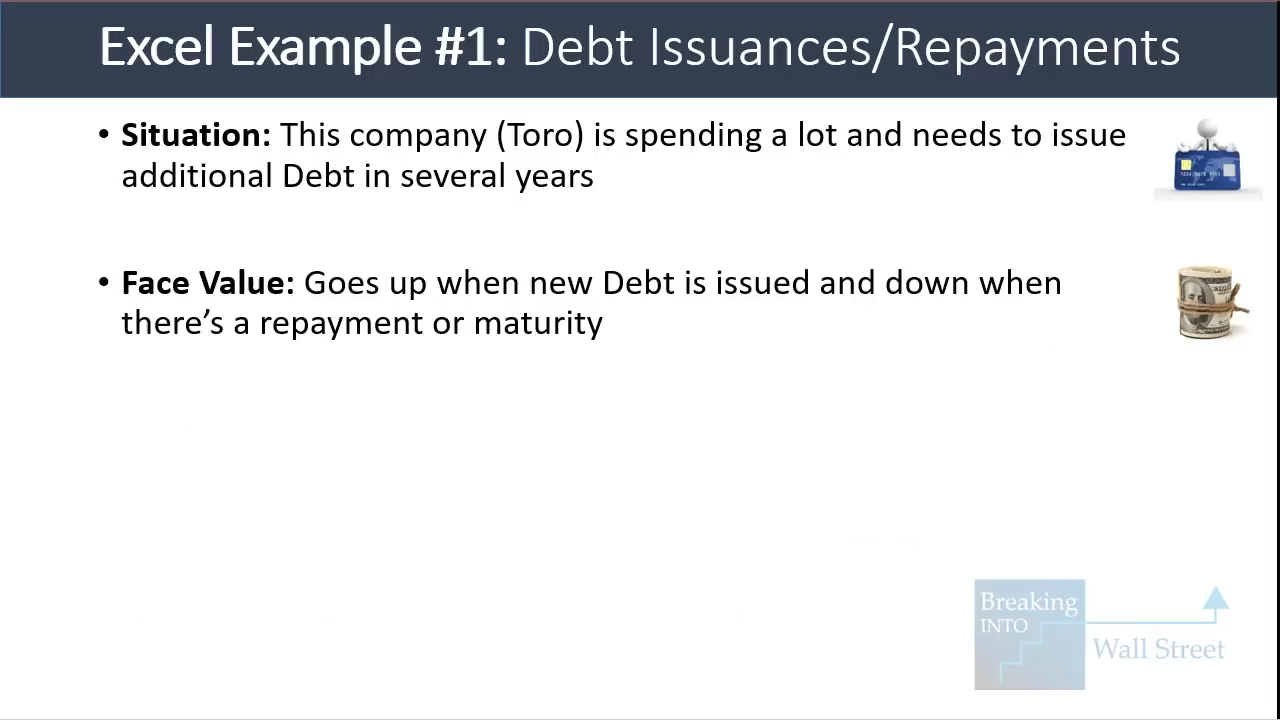 Excel Example #1: Debt Issuances/Repayments
• Situation: This company (Toro) is spending a lot and needs to issue
additional Debt in several years
• Face Value: Goes up when new Debt is issued and down when
there’s a repayment or maturity
Breaking
INTO
Wall Street